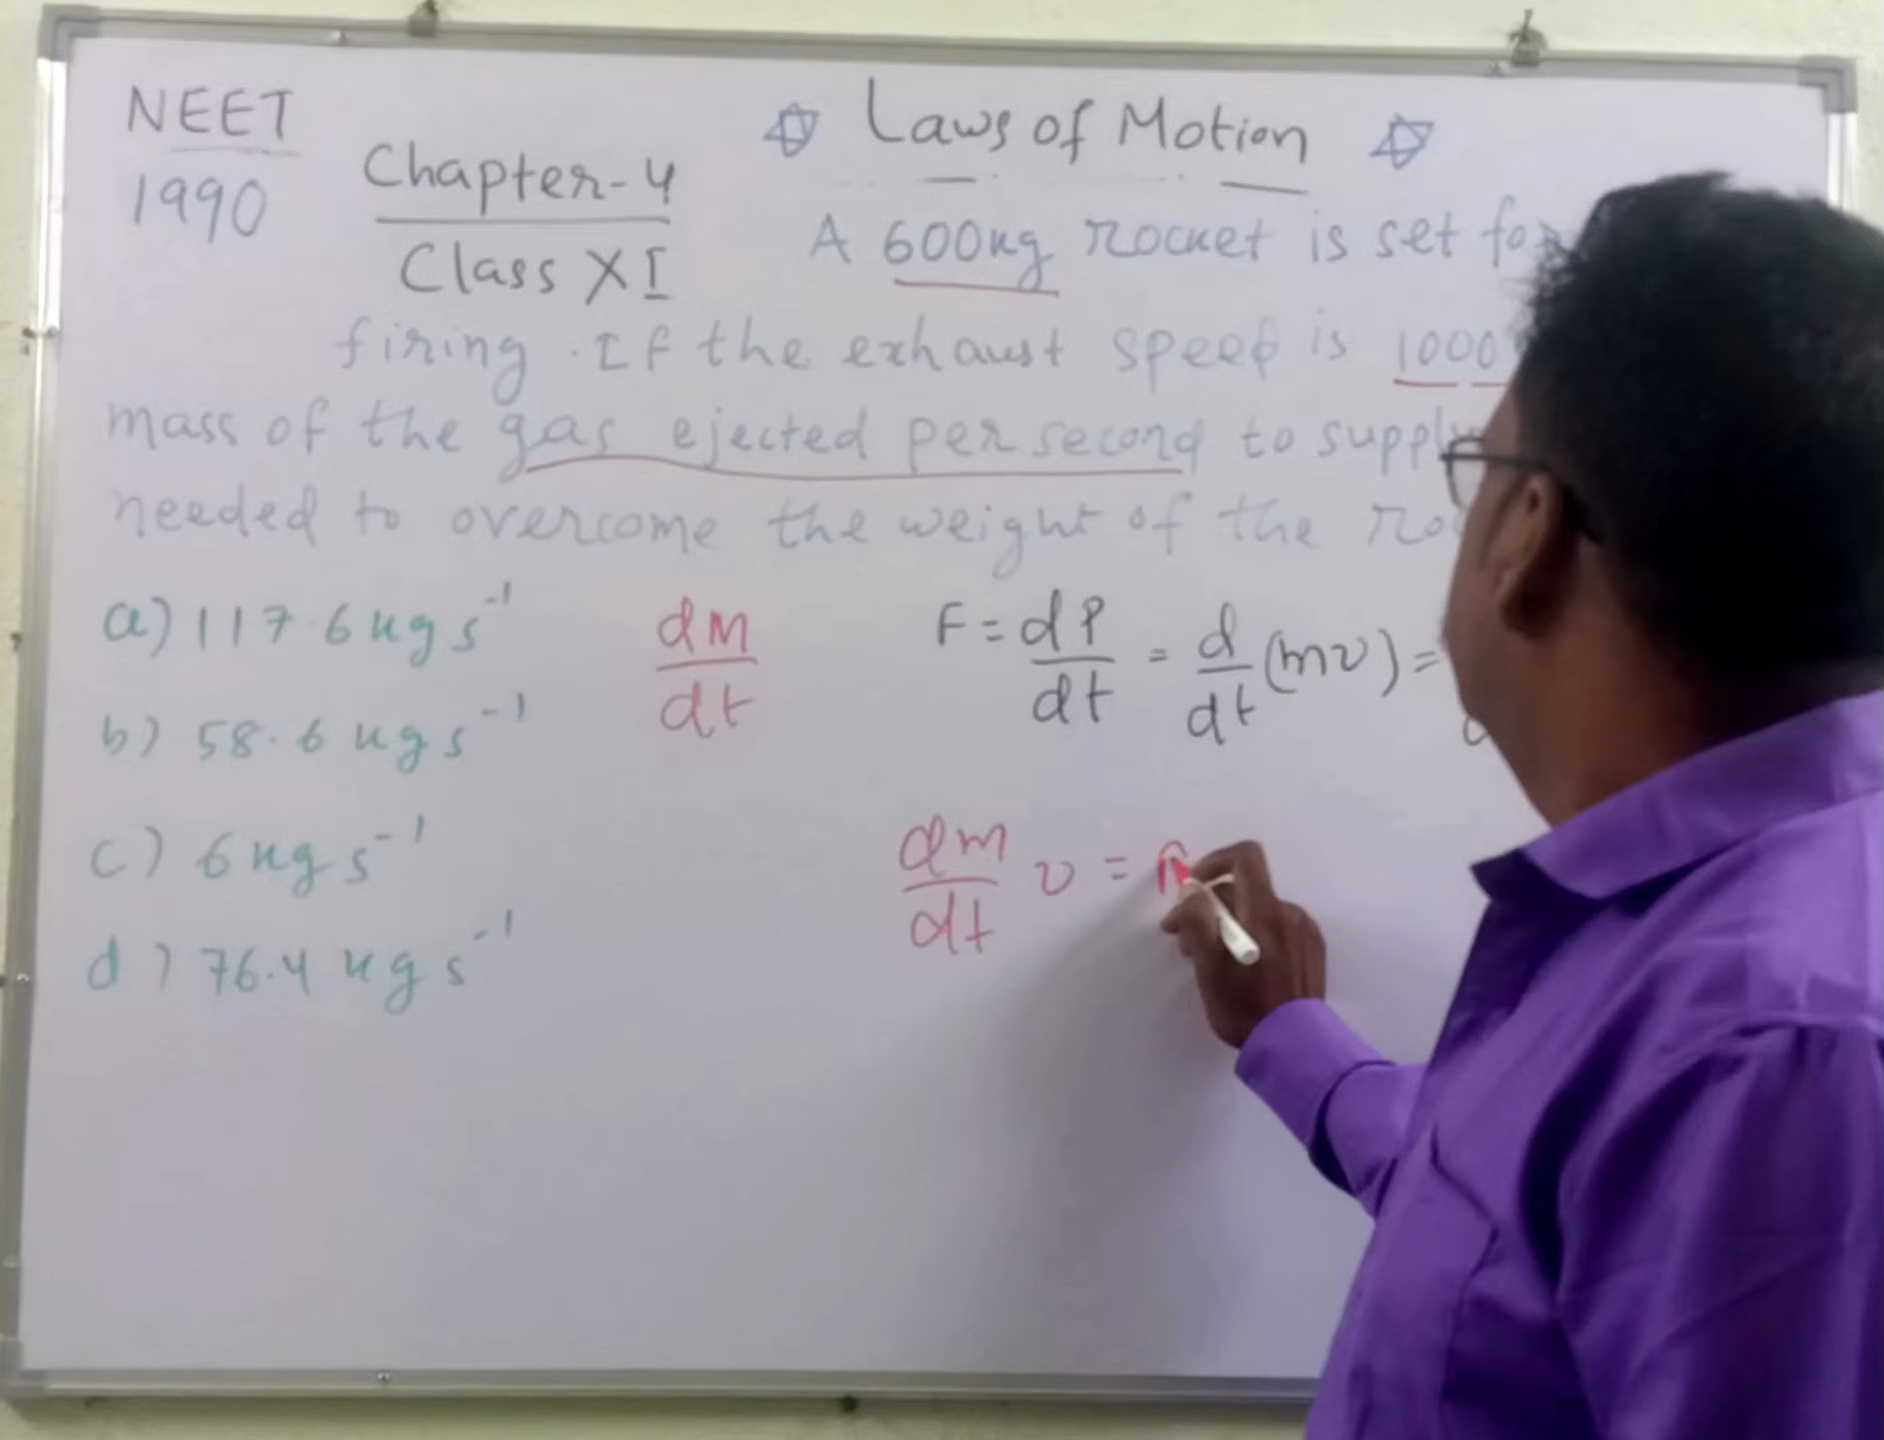 NEET
1990
Chapter-4
Class XI
Laws of Motion
A 600kg rocket is set for
firing . If the exhaust speed is 1000
mass of the gas ejected per second to supply
needed to overcome the weight of the
a) 117.6 kg s⁻¹
b) 58.6 kg s⁻¹
c) 6 kg s⁻¹
d) 76.4 kg s⁻¹
dM/dt
F = dP/dt = d/dt (mv) =
dm/dt v =